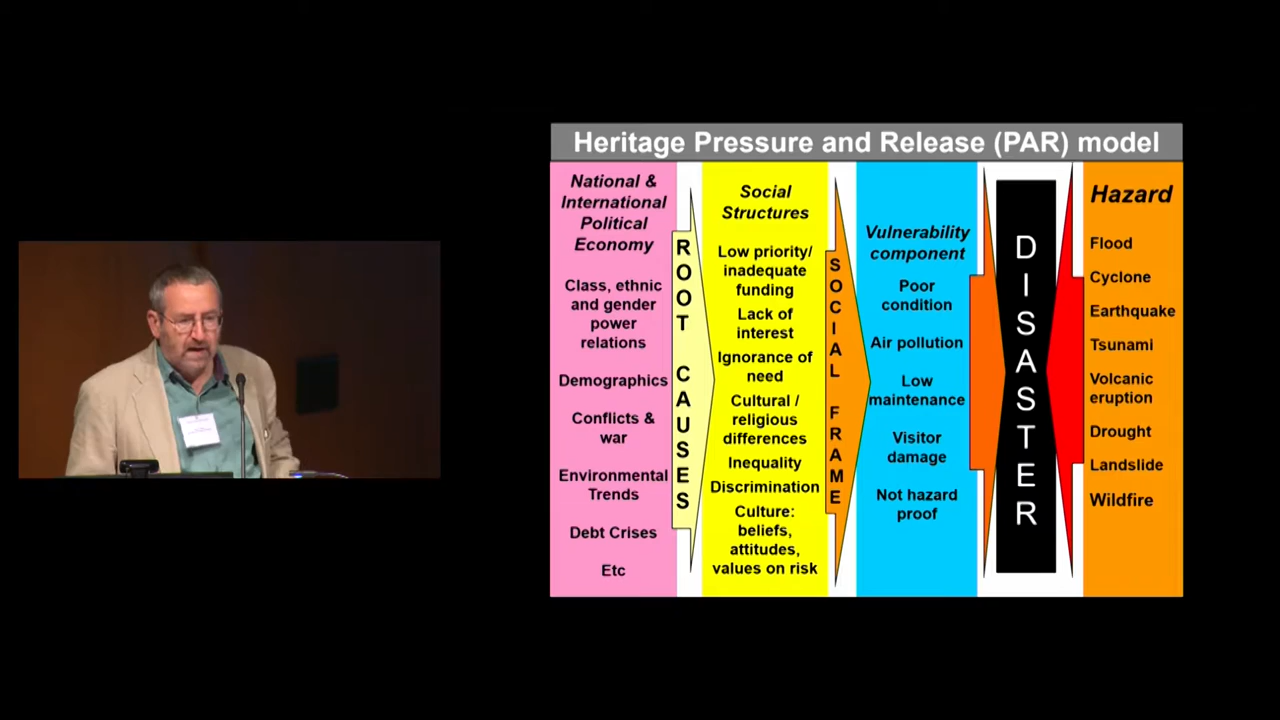 Heritage Pressure and Release (PAR) model
National &
International
Political
Economy
Class, ethnic
and gender
power
relations
Demographics
Conflicts &
war
Environmental
Trends
Debt Crises
Etc
ROOT CAUSES
Social
Structures
Low priority/
inadequate
funding
Lack of
interest
Ignorance of
need
Cultural /
religious
differences
Inequality
Discrimination
Culture:
beliefs,
attitudes,
values on risk
SOCIAL FRAME
Vulnerability
component
Poor
condition
Air pollution
Low
maintenance
Visitor
damage
Not hazard
proof
DISASTER
Hazard
Flood
Cyclone
Earthquake
Tsunami
Volcanic
eruption
Drought
Landslide
Wildfire